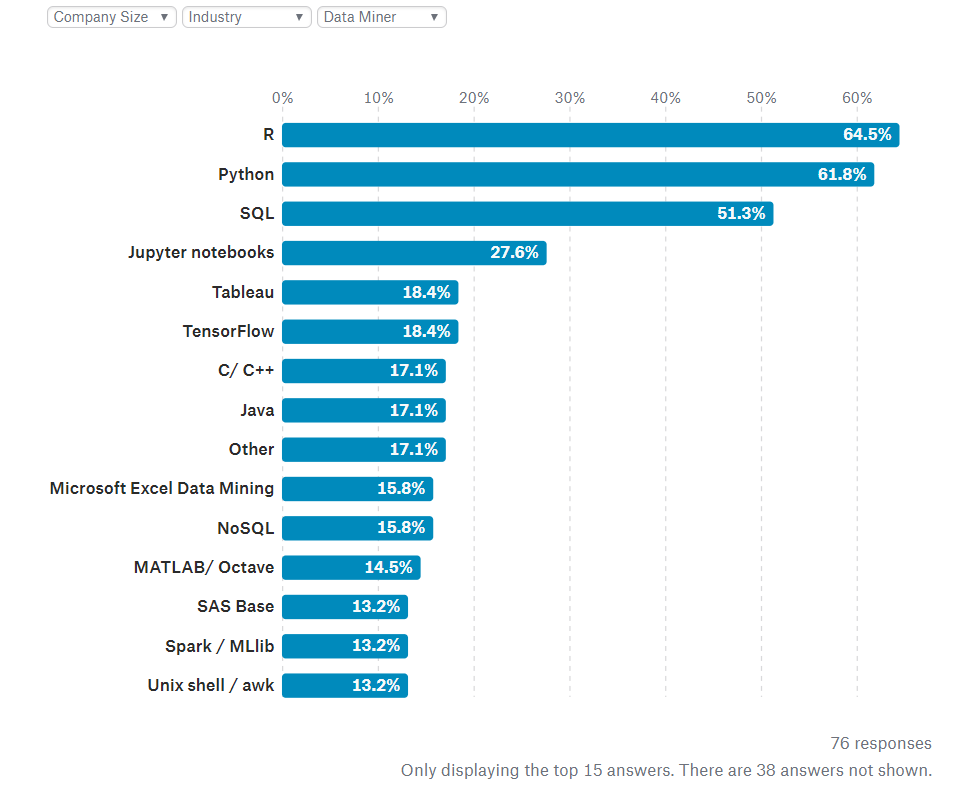 Company Size ▼ Industry ▼ Data Miner ▼
0% 10% 20% 30% 40% 50% 60%
R 64.5%
Python 61.8%
SQL 51.3%
Jupyter notebooks 27.6%
Tableau 18.4%
TensorFlow 18.4%
C/ C++ 17.1%
Java 17.1%
Other 17.1%
Microsoft Excel Data Mining 15.8%
NoSQL 15.8%
MATLAB/ Octave 14.5%
SAS Base 13.2%
Spark / MLlib 13.2%
Unix shell / awk 13.2%
76 responses
Only displaying the top 15 answers. There are 38 answers not shown.